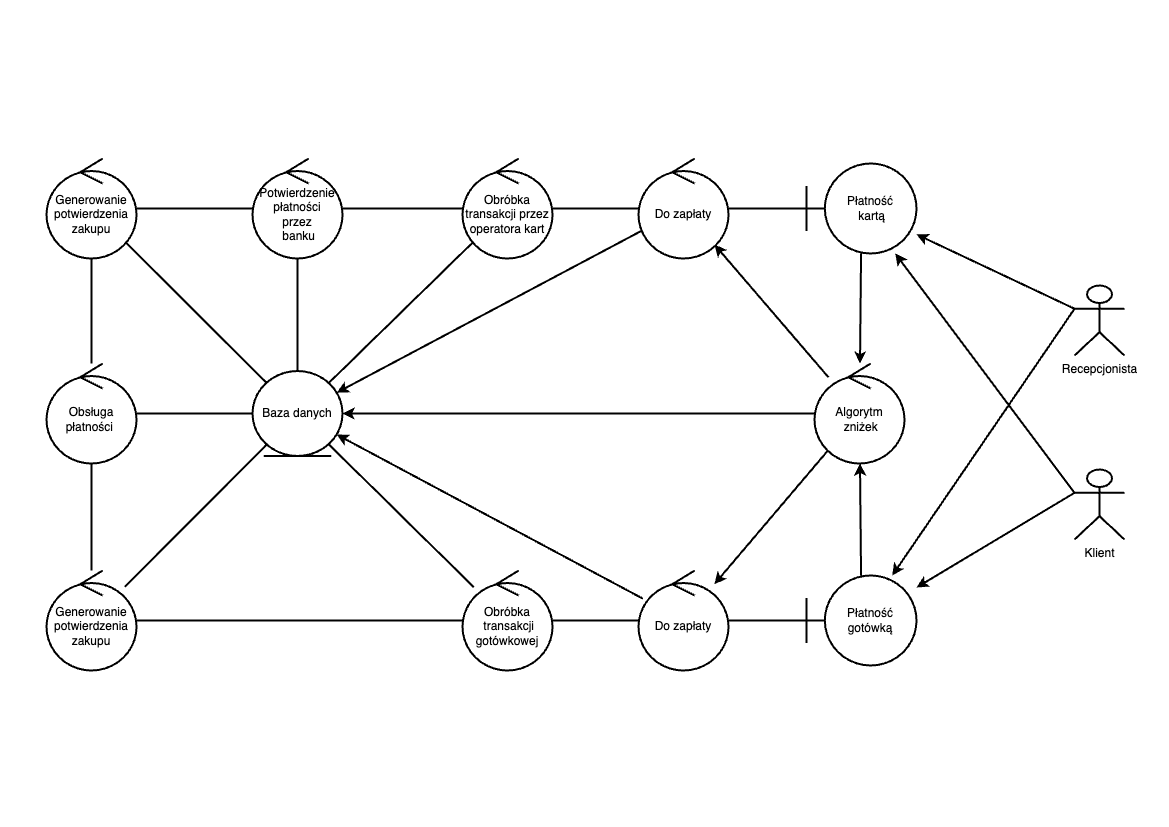 Generowanie
potwierdzenia
zakupu
Potwierdzenie
płatności
przez
banku
Obróbka
transakcji przez
operatora kart
Do zapłaty
Płatność
kartą
Recepcjonista
Obsługa
płatności
Baza danych
Algorytm
zniżek
Klient
Generowanie
potwierdzenia
zakupu
Obróbka
transakcji
gotówkowej
Do zapłaty
Płatność
gotówką